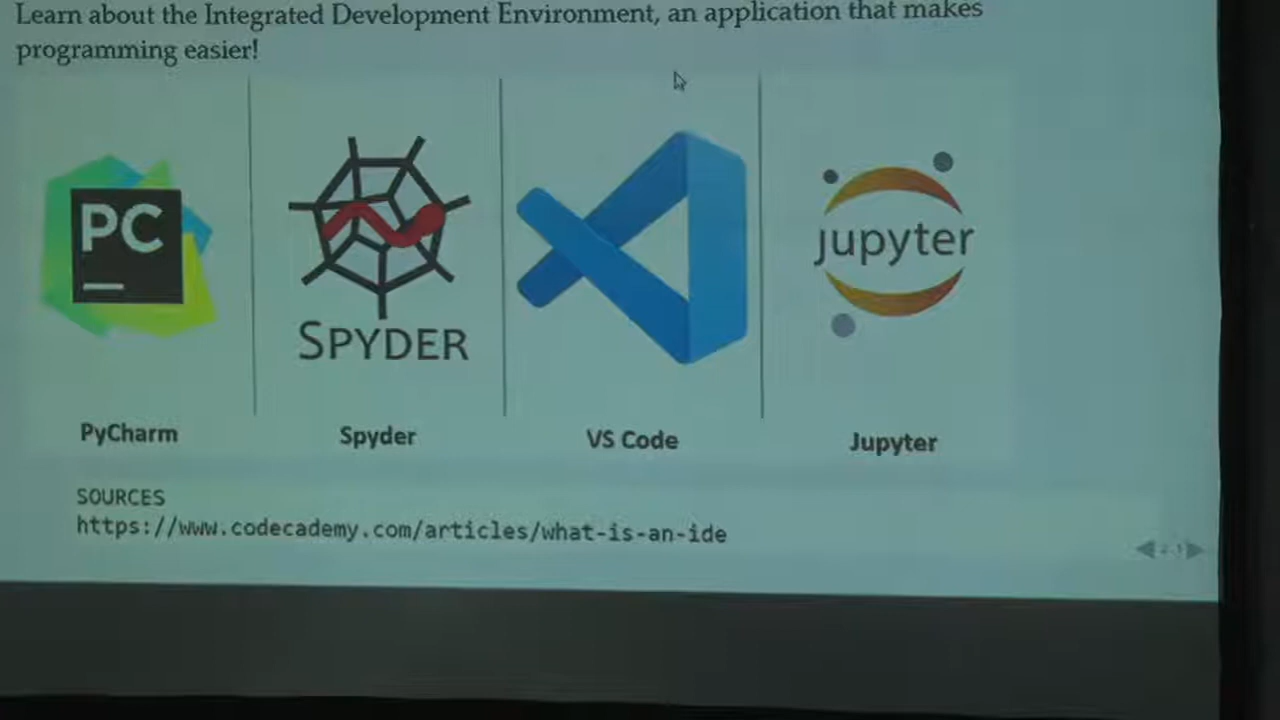 Learn about the Integrated Development Environment, an application that makes
programming easier!
PC
SPYDER
jupyter
PyCharm
Spyder
VS Code
Jupyter
SOURCES
https://www.codecademy.com/articles/what-is-an-ide